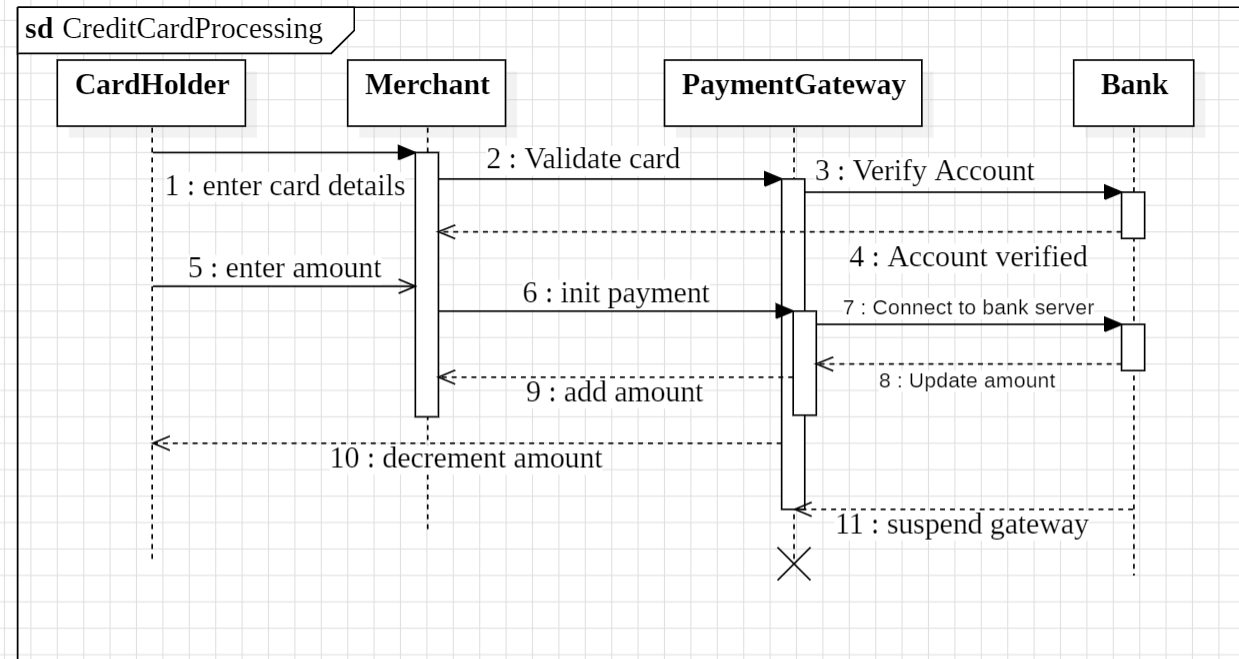 sd CreditCardProcessing
CardHolder
Merchant
PaymentGateway
Bank
1 : enter card details
2 : Validate card
3 : Verify Account
4 : Account verified
5 : enter amount
6 : init payment
7 : Connect to bank server
8 : Update amount
9 : add amount
10 : decrement amount
11 : suspend gateway